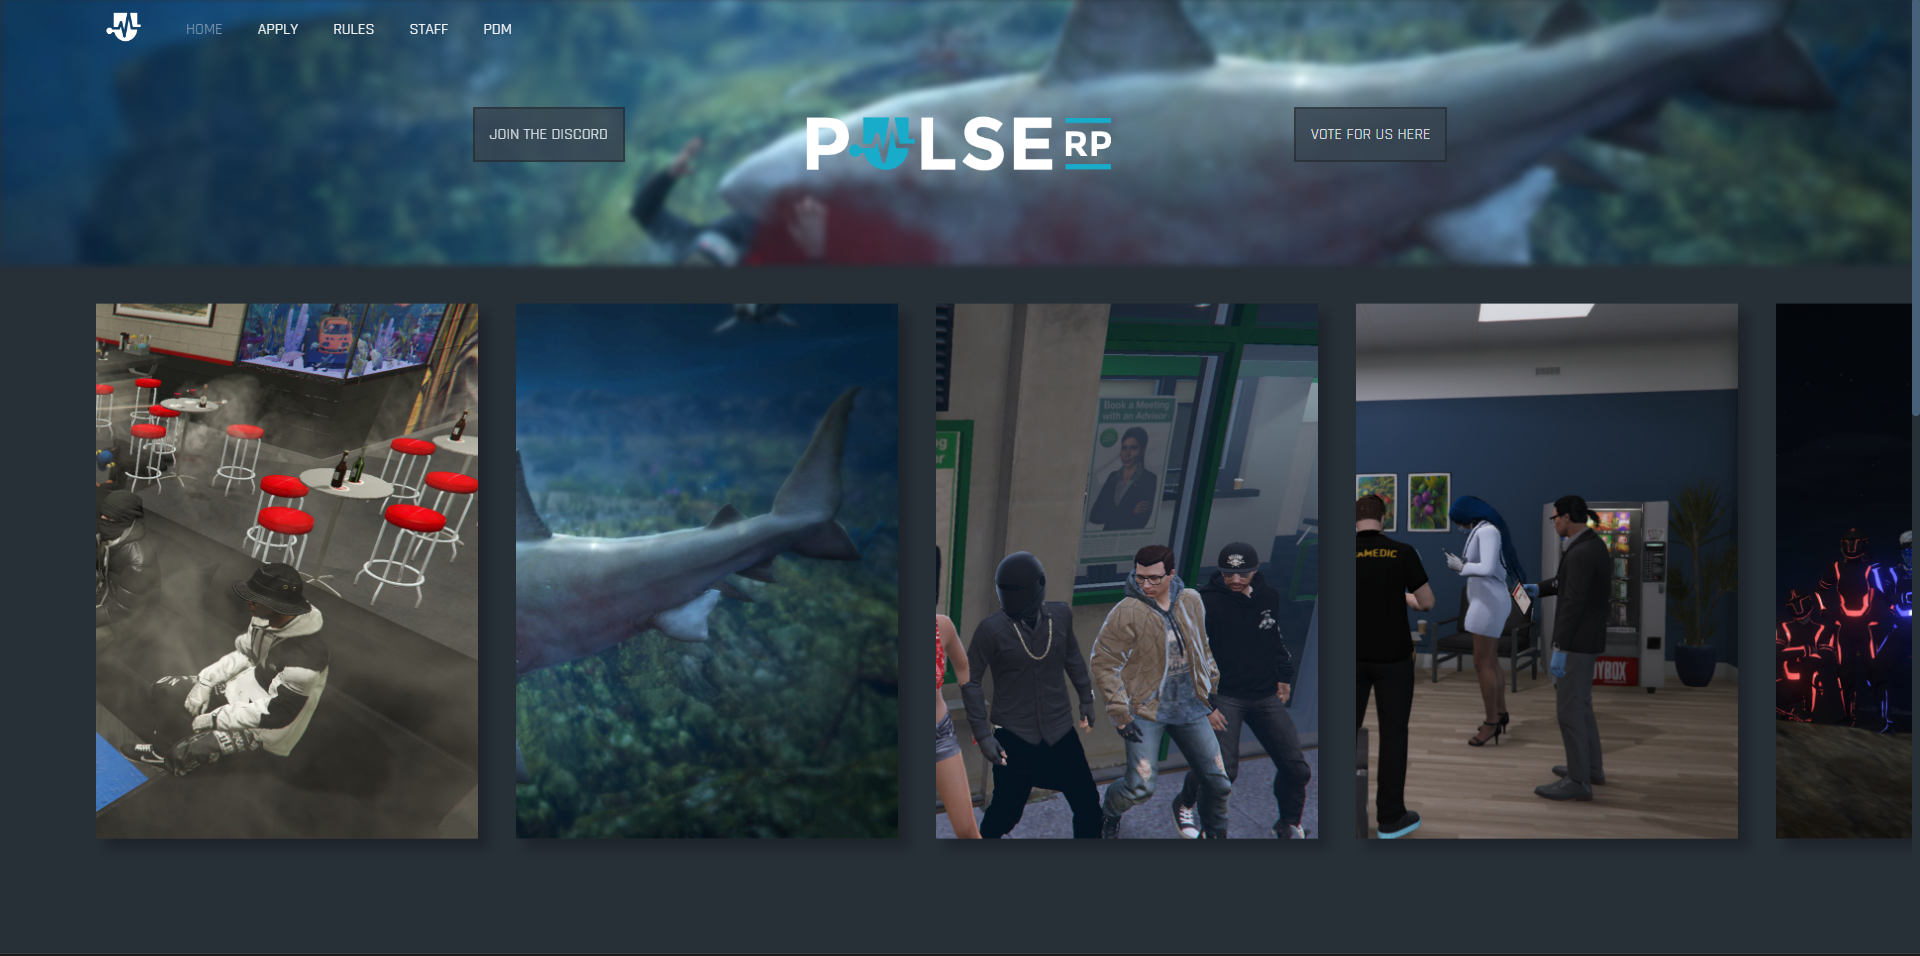 HOME
APPLY
RULES
STAFF
PDM
JOIN THE DISCORD
PULSE RP
VOTE FOR US HERE
Book a Meeting
with an Advisor